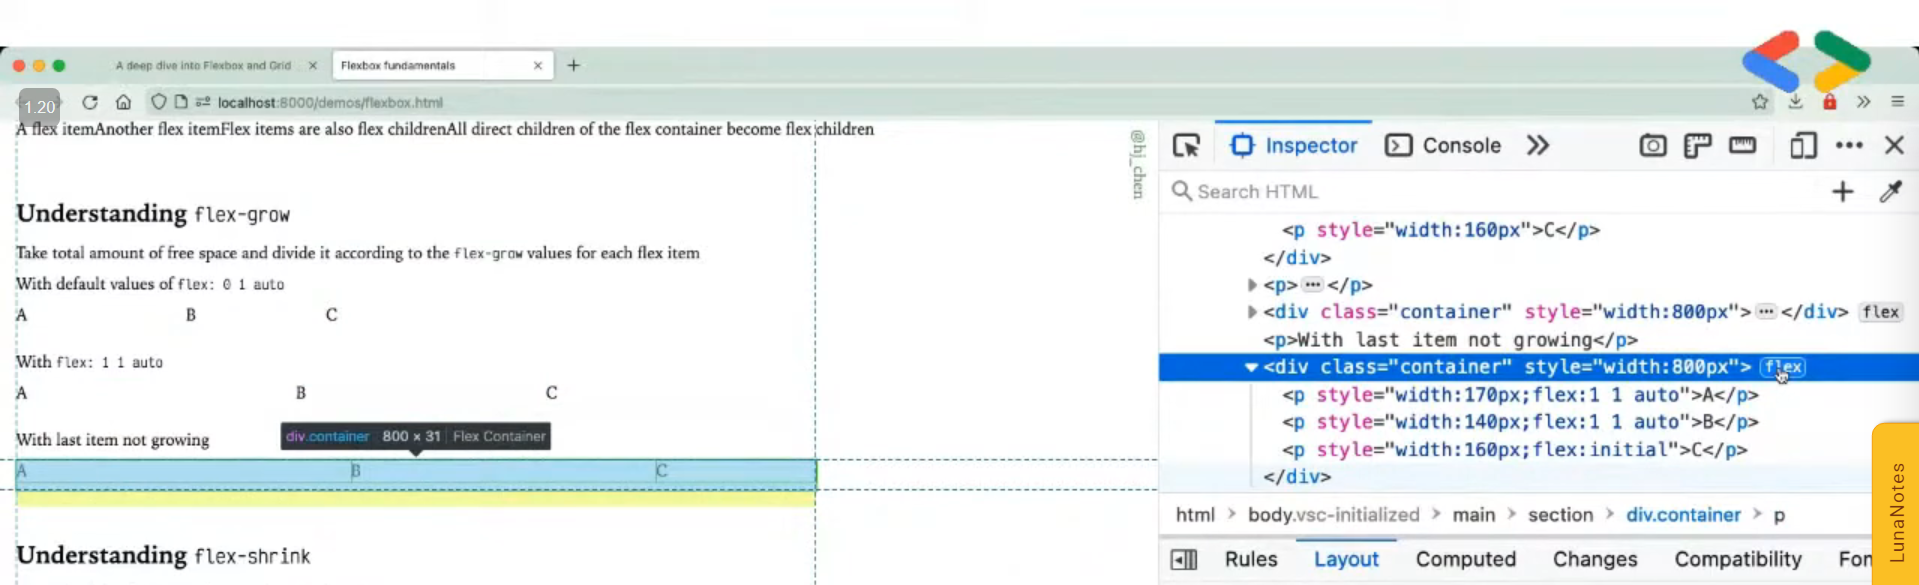 A deep dive into Flexbox and Grid
Flexbox fundamentals
1.20
localhost:8000/demos/flexbox.html
A flex itemAnother flex itemFlex items are also flex childrenAll direct children of the flex container become flex children
@hj_chen
Understanding flex-grow
Take total amount of free space and divide it according to the flex-grow values for each flex item
With default values of flex: 0 1 auto
A B C
With flex: 1 1 auto
A B C
With last item not growing
div.container 800 × 31 Flex Container
A B C
Understanding flex-shrink
Inspector Console
Search HTML
<p style="width:160px">C</p>
</div>
<p>…</p>
<div class="container" style="width:800px">…</div> flex
<p>With last item not growing</p>
<div class="container" style="width:800px"> flex
<p style="width:170px;flex:1 1 auto">A</p>
<p style="width:140px;flex:1 1 auto">B</p>
<p style="width:160px;flex:initial">C</p>
</div>
html > body.vsc-initialized > main > section > div.container > p
Rules Layout Computed Changes Compatibility Fon
LunaNotes